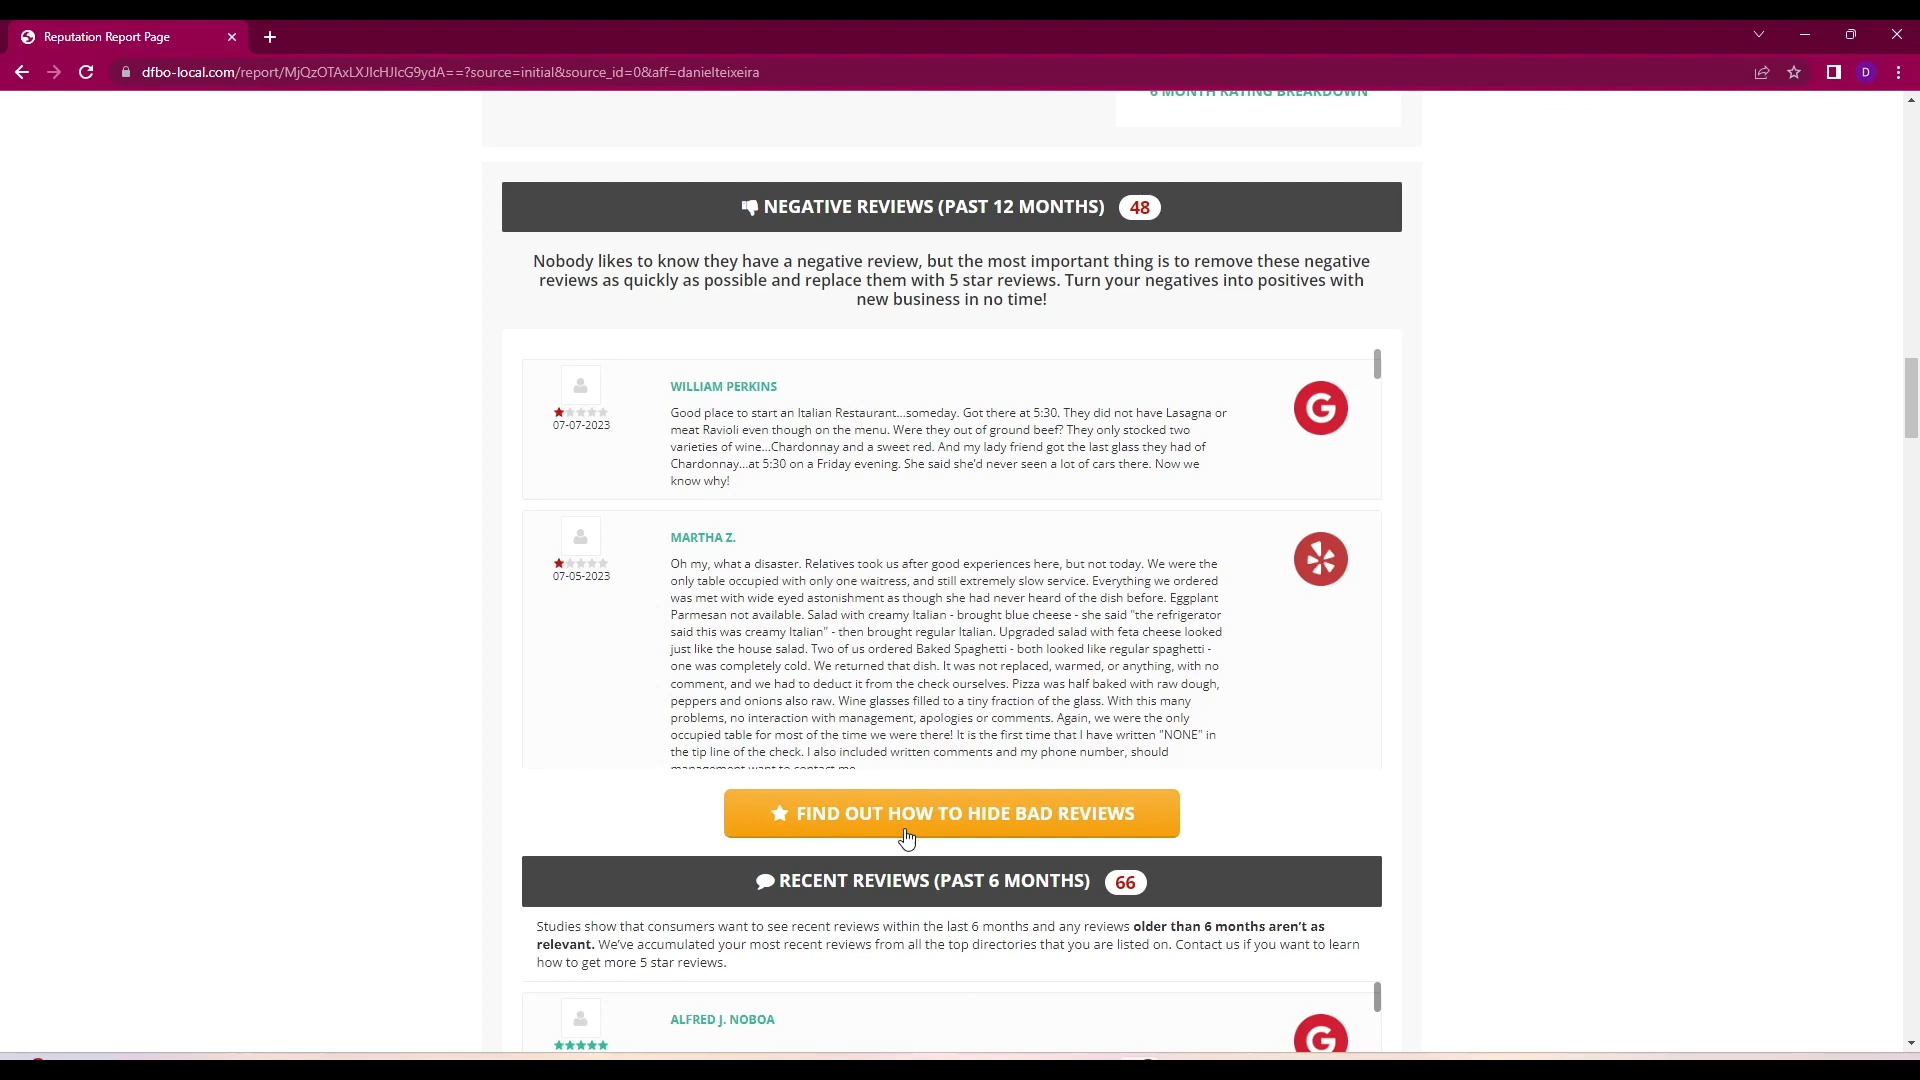 Reputation Report Page
dfbo-local.com/report/MjQzOTAxLXJlcHJlcG9ydA==?source=initial&source_id=0&aff=danielteixeira
D
6 MONTH RATING BREAKDOWN
NEGATIVE REVIEWS (PAST 12 MONTHS) 48
Nobody likes to know they have a negative review, but the most important thing is to remove these negative
reviews as quickly as possible and replace them with 5 star reviews. Turn your negatives into positives with
new business in no time!
WILLIAM PERKINS
07-07-2023
Good place to start an Italian Restaurant...someday. Got there at 5:30. They did not have Lasagna or
meat Ravioli even though on the menu. Were they out of ground beef? They only stocked two
varieties of wine...Chardonnay and a sweet red. And my lady friend got the last glass they had of
Chardonnay...at 5:30 on a Friday evening. She said she'd never seen a lot of cars there. Now we
know why!
G
MARTHA Z.
07-05-2023
Oh my, what a disaster. Relatives took us after good experiences here, but not today. We were the
only table occupied with only one waitress, and still extremely slow service. Everything we ordered
was met with wide eyed astonishment as though she had never heard of the dish before. Eggplant
Parmesan not available. Salad with creamy Italian - brought blue cheese - she said "the refrigerator
said this was creamy Italian" - then brought regular Italian. Upgraded salad with feta cheese looked
just like the house salad. Two of us ordered Baked Spaghetti - both looked like regular spaghetti -
one was completely cold. We returned that dish. It was not replaced, warmed, or anything, with no
comment, and we had to deduct it from the check ourselves. Pizza was half baked with raw dough,
peppers and onions also raw. Wine glasses filled to a tiny fraction of the glass. With this many
problems, no interaction with management, apologies or comments. Again, we were the only
occupied table for most of the time we were there! It is the first time that I have written "NONE" in
the tip line of the check. I also included written comments and my phone number, should
management want to contact me.
FIND OUT HOW TO HIDE BAD REVIEWS
RECENT REVIEWS (PAST 6 MONTHS) 66
Studies show that consumers want to see recent reviews within the last 6 months and any reviews older than 6 months aren't as
relevant. We've accumulated your most recent reviews from all the top directories that you are listed on. Contact us if you want to learn
how to get more 5 star reviews.
ALFRED J. NOBOA
G